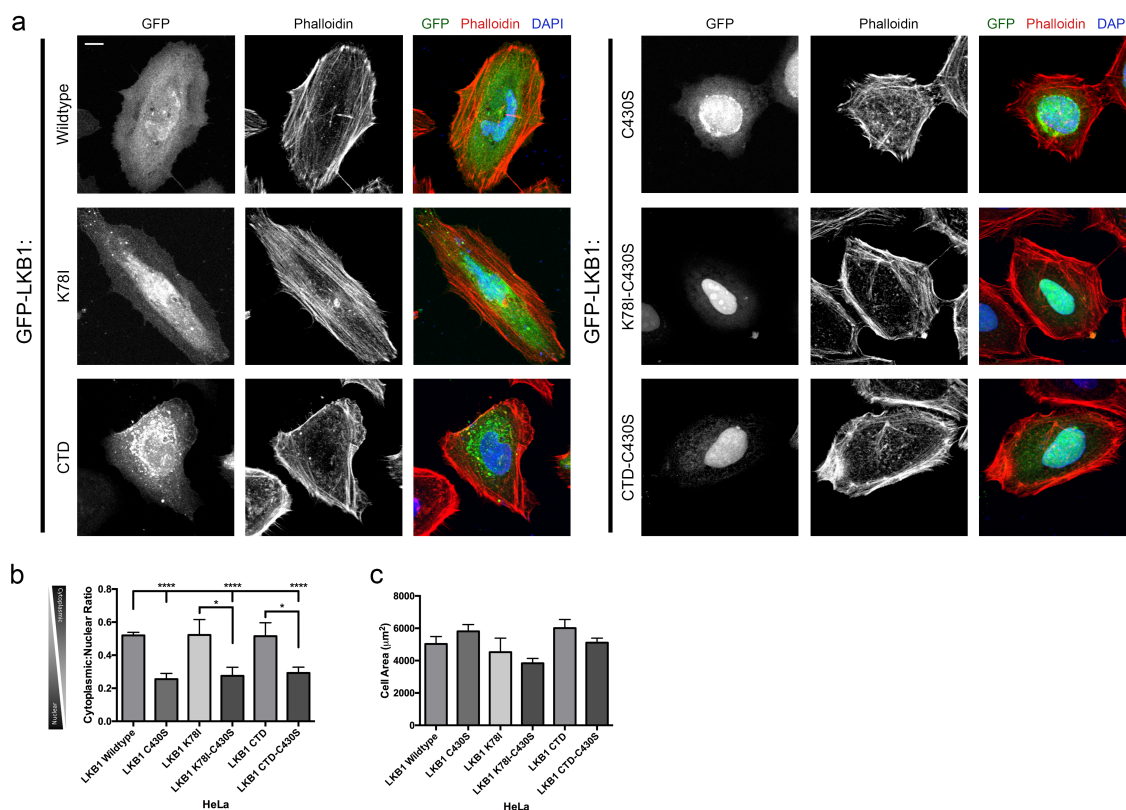 a
GFP Phalloidin GFP Phalloidin DAPI
GFP Phalloidin GFP Phalloidin DAP
GFP-LKB1:
Wildtype
K78I
CTD
GFP-LKB1:
C430S
K78I-C430S
CTD-C430S
b
Cytoplasmic
Nuclear
Cytoplasmic:Nuclear Ratio
0.8
0.6
0.4
0.2
0.0
**** **** ****
* *
LKB1 Wildtype
LKB1 C430S
LKB1 K78I
LKB1 K78I-C430S
LKB1 CTD
LKB1 CTD-C430S
HeLa
c
Cell Area (μm²)
8000
6000
4000
2000
0
LKB1 Wildtype
LKB1 C430S
LKB1 K78I
LKB1 K78I-C430S
LKB1 CTD
LKB1 CTD-C430S
HeLa